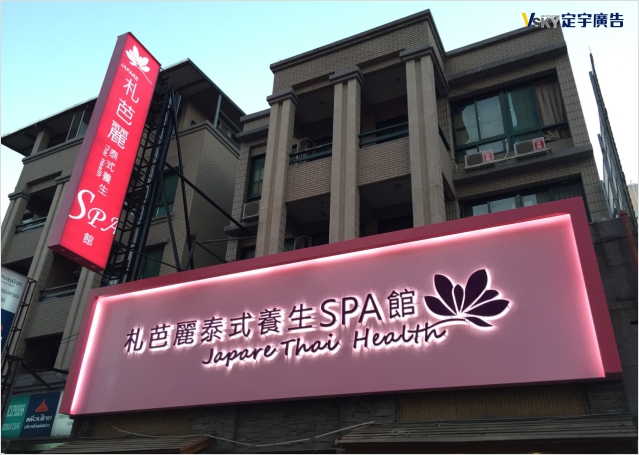 VSKY定宇廣告
JAPARE
札芭麗
泰式養生
SPA
館
札芭麗泰式養生SPA館
Japare Thai Health